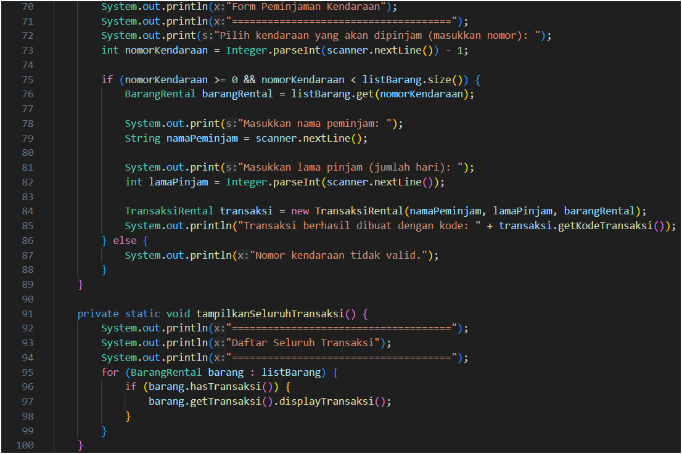 70 System.out.println(x:"Form Peminjaman Kendaraan");
71 System.out.println(x:"=====================================");
72 System.out.print(s:"Pilih kendaraan yang akan dipinjam (masukkan nomor): ");
73 int nomorKendaraan = Integer.parseInt(scanner.nextLine()) - 1;
74
75 if (nomorKendaraan >= 0 && nomorKendaraan < listBarang.size()) {
76 BarangRental barangRental = listBarang.get(nomorKendaraan);
77
78 System.out.print(s:"Masukkan nama peminjam: ");
79 String namaPeminjam = scanner.nextLine();
80
81 System.out.print(s:"Masukkan lama pinjam (jumlah hari): ");
82 int lamaPinjam = Integer.parseInt(scanner.nextLine());
83
84 TransaksiRental transaksi = new TransaksiRental(namaPeminjam, lamaPinjam, barangRental);
85 System.out.println("Transaksi berhasil dibuat dengan kode: " + transaksi.getKodeTransaksi());
86 } else {
87 System.out.println(x:"Nomor kendaraan tidak valid.");
88 }
89 }
90
91 private static void tampilkanSeluruhTransaksi() {
92 System.out.println(x:"=====================================");
93 System.out.println(x:"Daftar Seluruh Transaksi");
94 System.out.println(x:"=====================================");
95 for (BarangRental barang : listBarang) {
96 if (barang.hasTransaksi()) {
97 barang.getTransaksi().displayTransaksi();
98 }
99 }
100 }